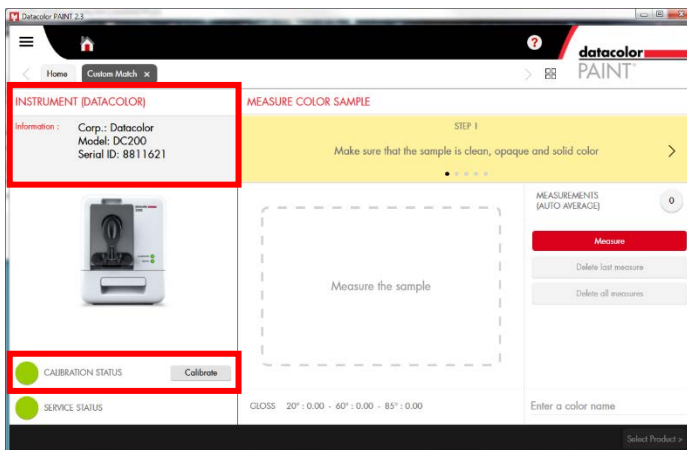 Datacolor PAINT 2.3
?
datacolor
PAINT
Home
Custom Match ×
INSTRUMENT (DATACOLOR)
MEASURE COLOR SAMPLE
Information :
Corp.: Datacolor
Model: DC200
Serial ID: 8811621
STEP 1
Make sure that the sample is clean, opaque and solid color
MEASUREMENTS
(AUTO AVERAGE)
0
Measure
Delete last measure
Delete all measures
Measure the sample
CALIBRATION STATUS
Calibrate
SERVICE STATUS
GLOSS 20° : 0.00 - 60° : 0.00 - 85° : 0.00
Enter a color name
Select Product >